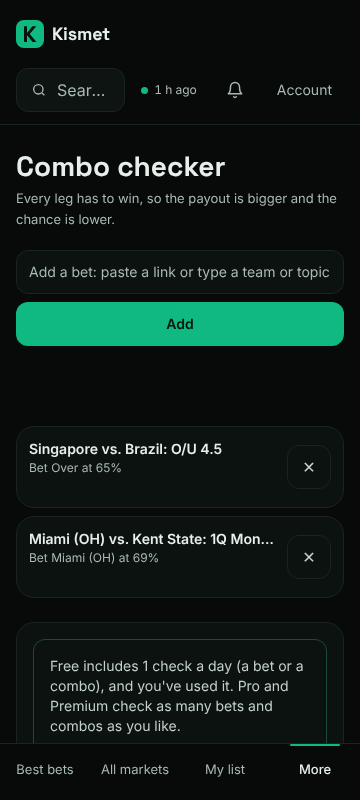 Kismet
Sear...
1 h ago
Account
Combo checker
Every leg has to win, so the payout is bigger and the
chance is lower.
Add a bet: paste a link or type a team or topic
Add
Singapore vs. Brazil: O/U 4.5
Bet Over at 65%
Miami (OH) vs. Kent State: 1Q Mon...
Bet Miami (OH) at 69%
Free includes 1 check a day (a bet or a
combo), and you've used it. Pro and
Premium check as many bets and
combos as you like.
Best bets
All markets
My list
More